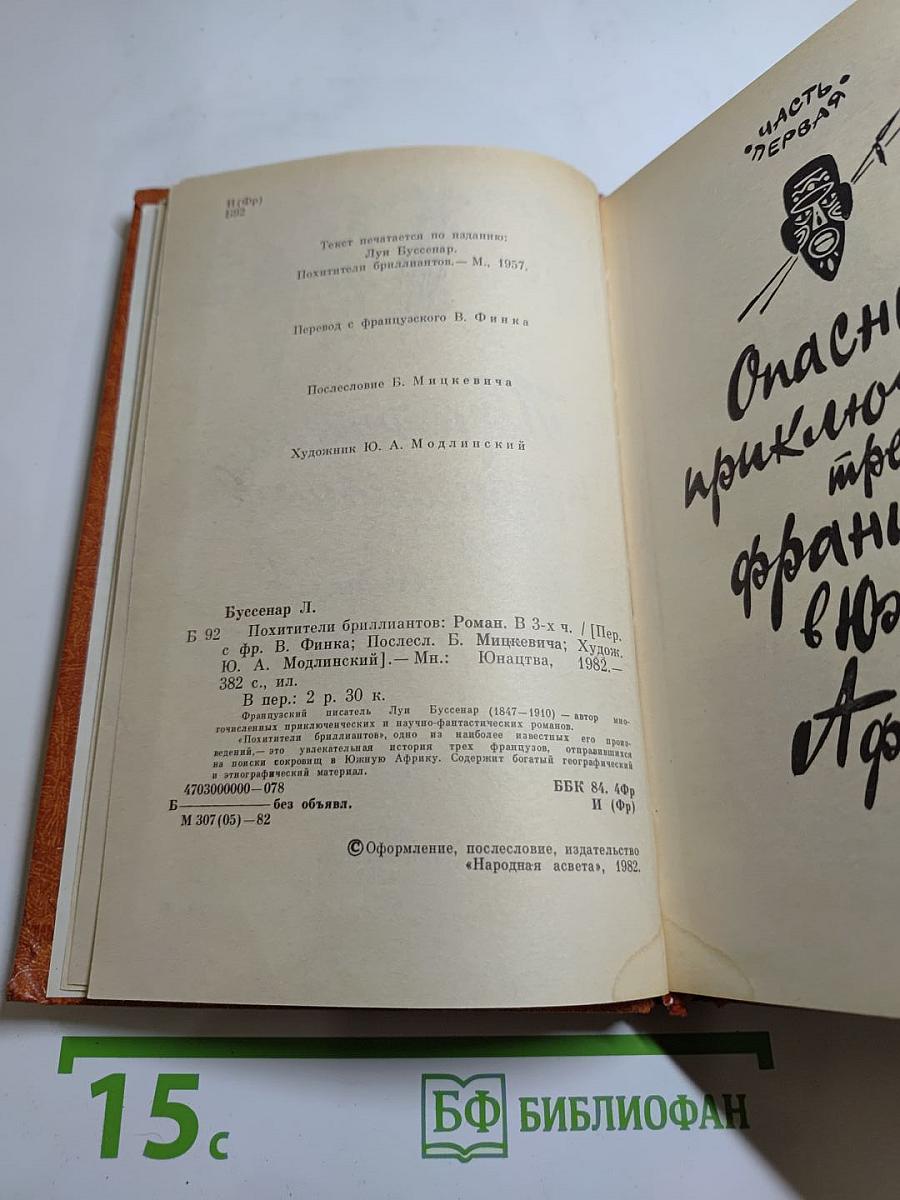 И(Фр)
Б92
Текст печатается по изданию:
Луи Буссенар.
Похитители бриллиантов.— М., 1957.
Перевод с французского В. Финка
Послесловие Б. Мицкевича
Художник Ю. А. Модлинский
Буссенар Л.
Б 92 Похитители бриллиантов: Роман. В 3-х ч. / [Пер.
с фр. В. Финка; Послесл. Б. Мицкевича; Худож.
Ю. А. Модлинский].— Мн.: Юнацтва, 1982.—
382 с., ил.
В пер.: 2 р. 30 к.
Французский писатель Луи Буссенар (1847—1910) — автор мно-
гочисленных приключенческих и научно-фантастических романов.
«Похитители бриллиантов», одно из наиболее известных его произ-
ведений,— это увлекательная история трех французов, отправившихся
на поиски сокровищ в Южную Африку. Содержит богатый географический
и этнографический материал.
4703000000—078
Б————без объявл.
М 307(05)—82
ББК 84. 4Фр
И (Фр)
© Оформление, послесловие, издательство
«Народная асвета», 1982.
ЧАСТЬ
ПЕРВАЯ
Опасн
приклю
тре
франц
в Юж
Аф
15 с
БФ БИБЛИОФАН